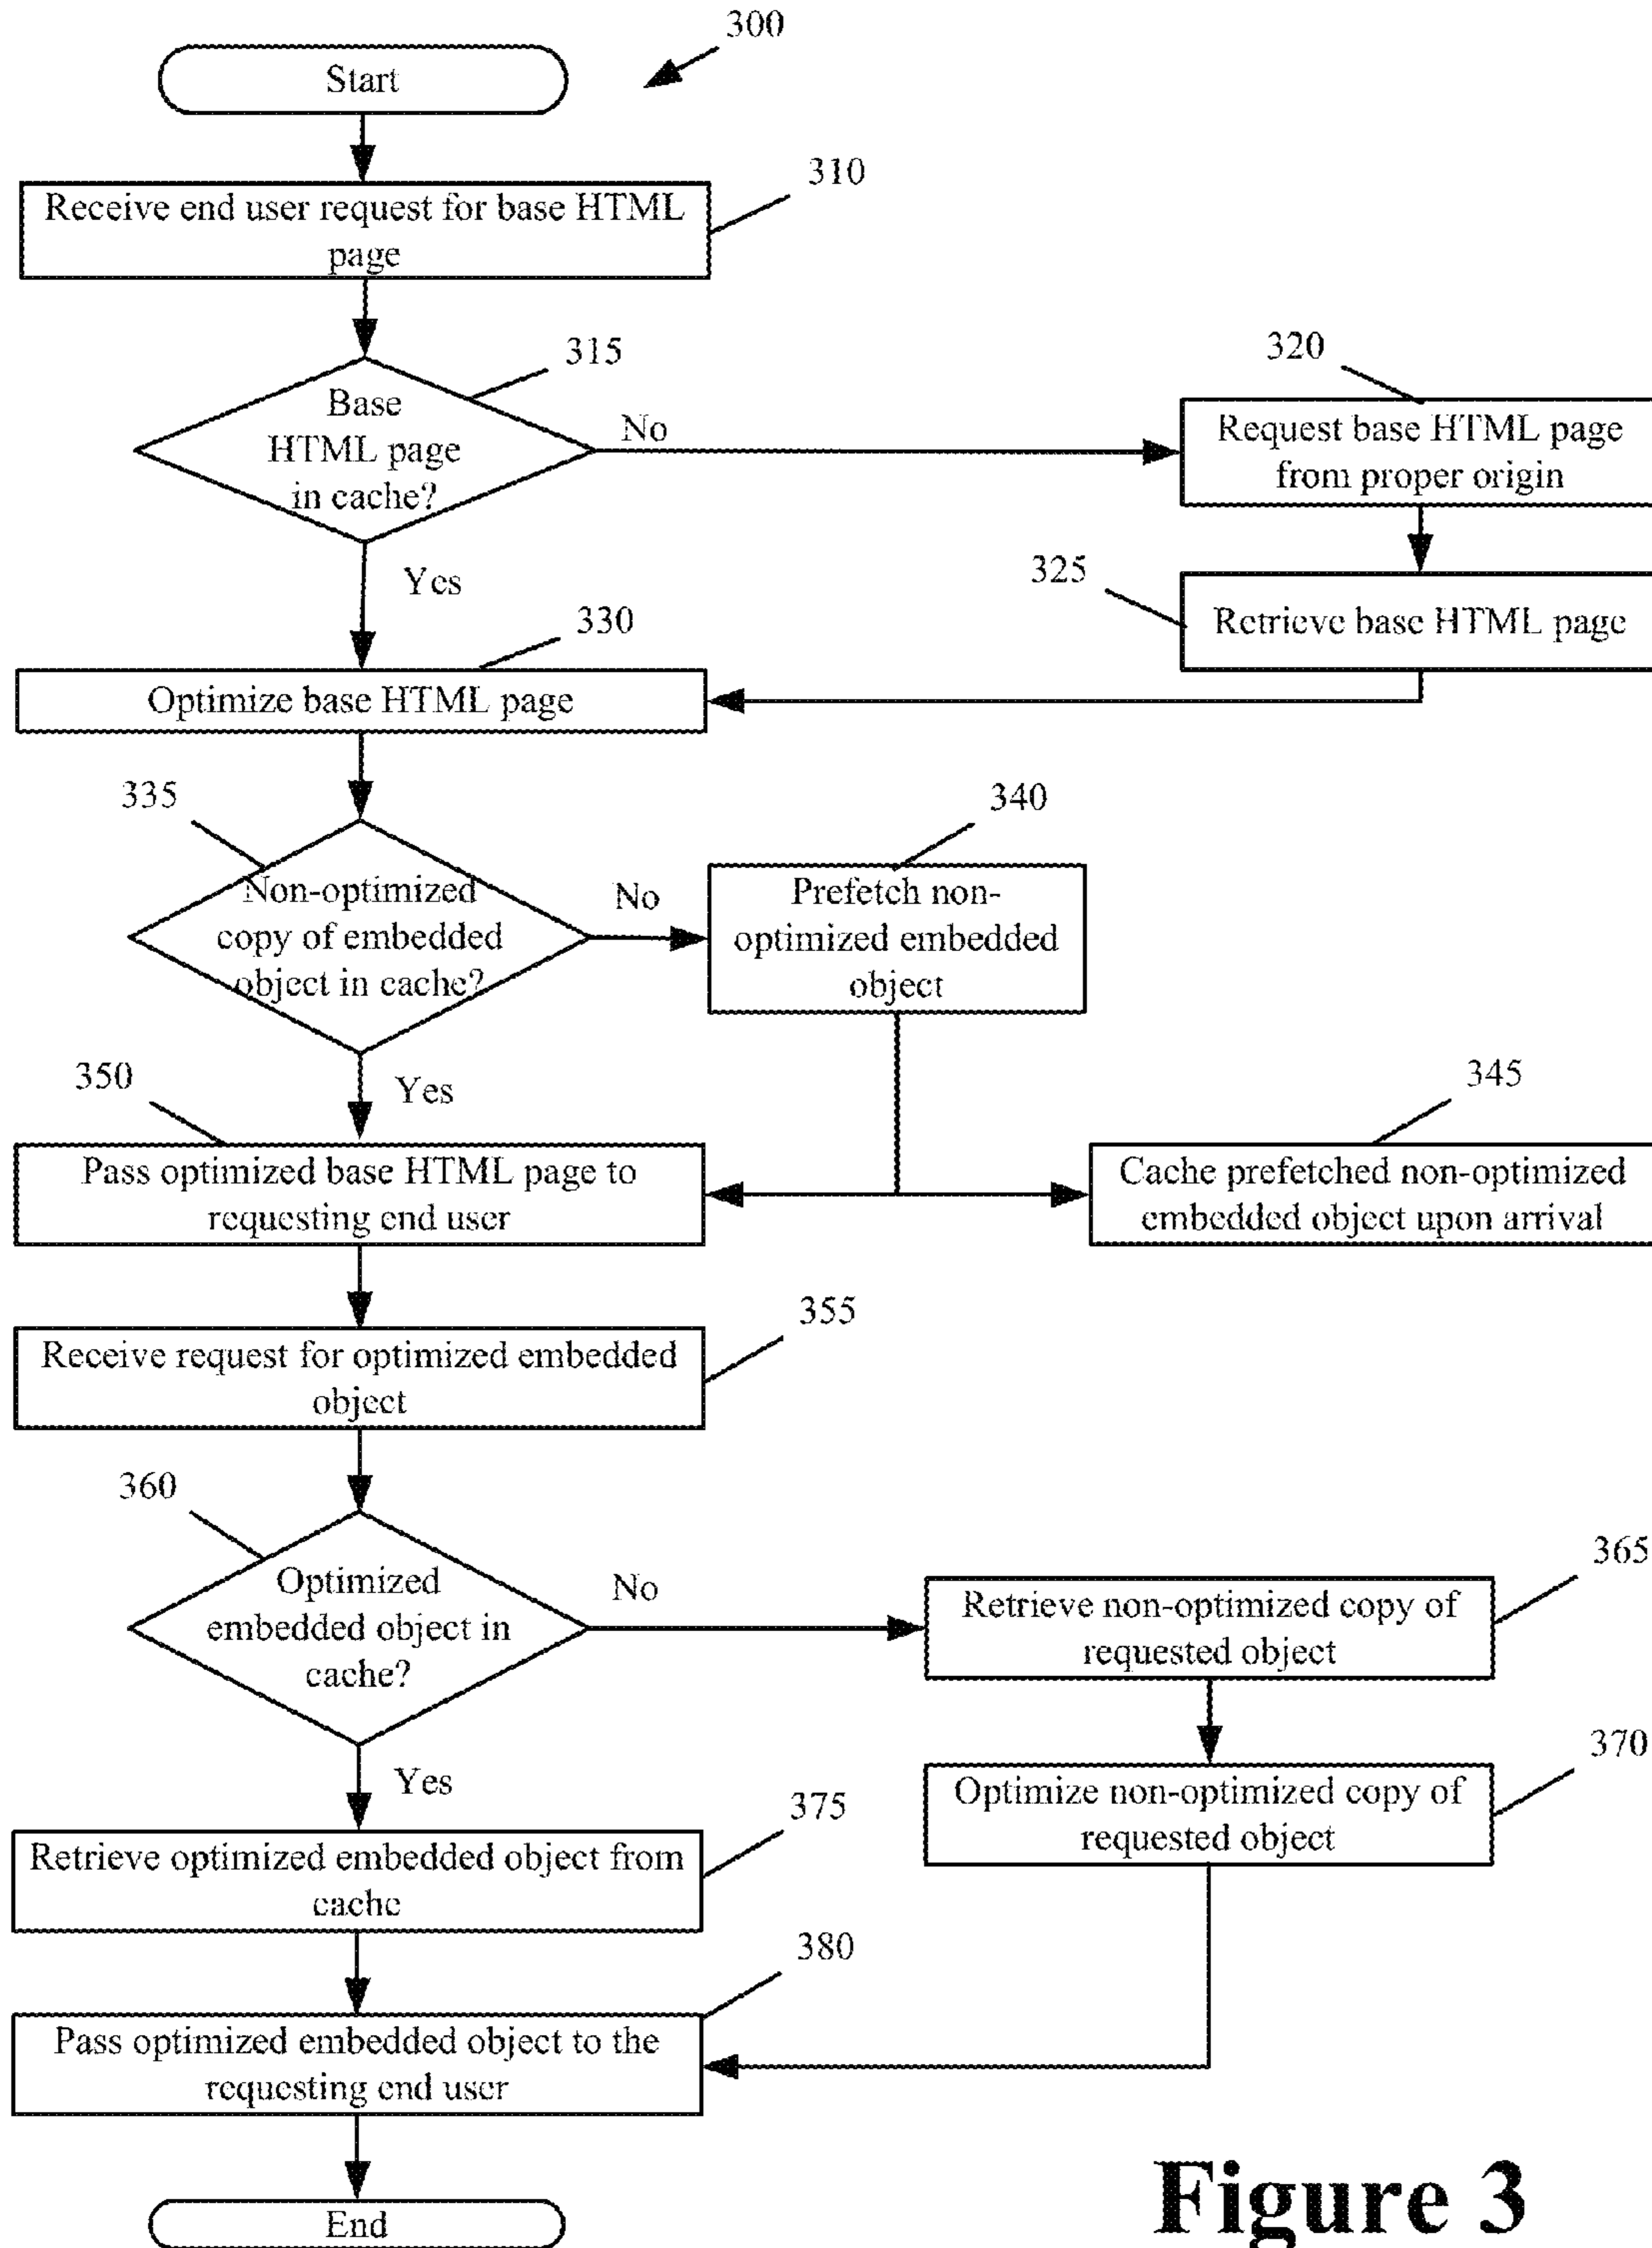 300
Start
310
Receive end user request for base HTML
page
315
Base
HTML page
in cache?
No
320
Request base HTML page
from proper origin
Yes
325
Retrieve base HTML page
330
Optimize base HTML page
335
Non-optimized
copy of embedded
object in cache?
No
340
Prefetch non-
optimized embedded
object
Yes
350
Pass optimized base HTML page to
requesting end user
345
Cache prefetched non-optimized
embedded object upon arrival
355
Receive request for optimized embedded
object
360
Optimized
embedded object in
cache?
No
365
Retrieve non-optimized copy of
requested object
370
Optimize non-optimized copy of
requested object
Yes
375
Retrieve optimized embedded object from
cache
380
Pass optimized embedded object to the
requesting end user
End
Figure 3